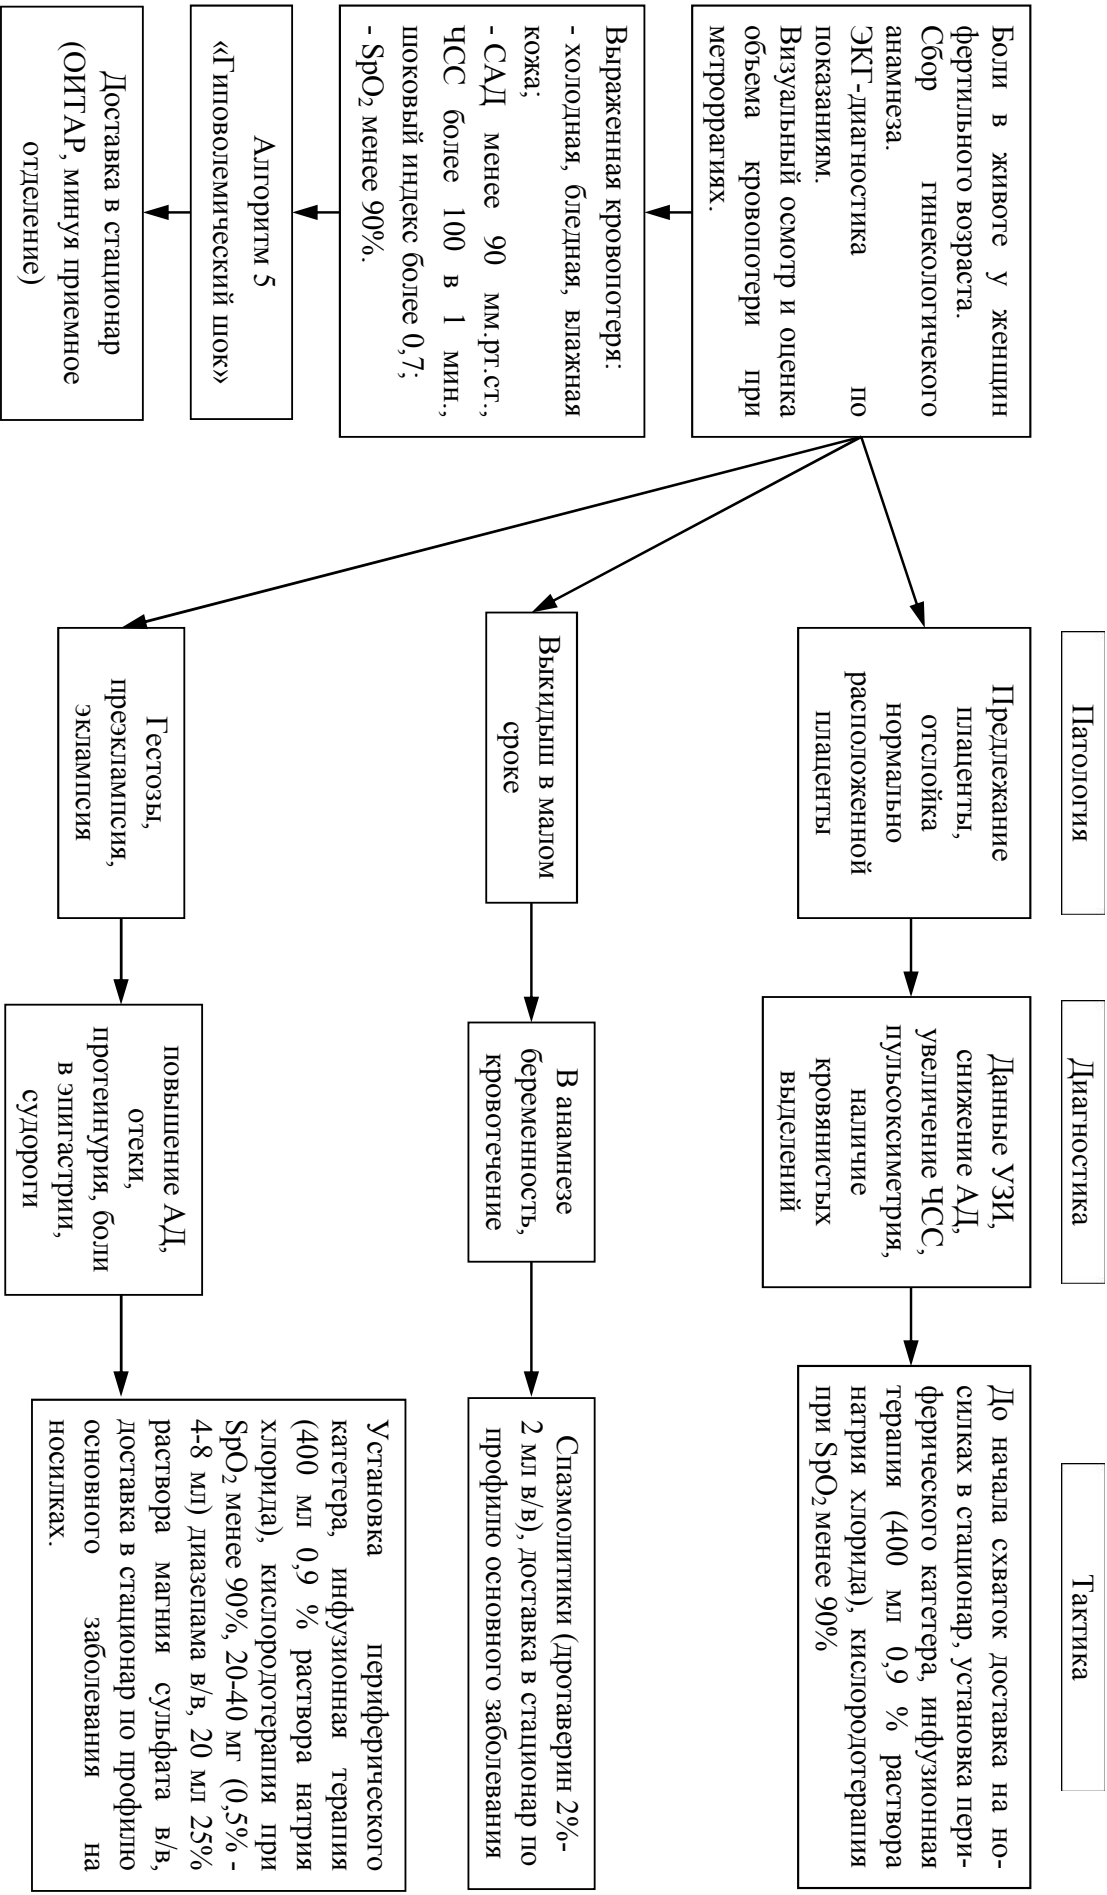 Боли в животе у женщин
фертильного возраста.
Сбор гинекологичекого
анамнеза.
ЭКГ-диагностика по
показаниям.
Визуальный осмотр и оценка
объема кровопотери при
метроррагиях.
Выраженная кровопотеря:
- холодная, бледная, влажная
кожа;
- САД менее 90 мм.рт.ст.,
ЧСС более 100 в 1 мин.,
шоковый индекс более 0,7;
- SpO₂ менее 90%.
Алгоритм 5
«Гиповолемический шок»
Доставка в стационар
(ОИТАР, минуя приемное
отделение)
Патология
Диагностика
Тактика
Предлежание
плаценты,
отслойка
нормально
расположенной
плаценты
Данные УЗИ,
снижение АД,
увеличение ЧСС,
пульсоксиметрия,
наличие
кровянистых
выделений
До начала схваток доставка на но-
силках в стационар, установка пери-
ферического катетера, инфузионная
терапия (400 мл 0,9 % раствора
натрия хлорида), кислородотерапия
при SpO₂ менее 90%
Выкидыш в малом
сроке
В анамнезе
беременность,
кровотечение
Спазмолитики (дротаверин 2%-
2 мл в/в), доставка в стационар по
профилю основного заболевания
Гестозы,
преэклампсия,
эклампсия
повышение АД,
отеки,
протеинурия, боли
в эпигастрии,
судороги
Установка периферического
катетера, инфузионная терапия
(400 мл 0,9 % раствора натрия
хлорида), кислородотерапия при
SpO₂ менее 90%, 20-40 мг (0,5% -
4-8 мл) диазепама в/в, 20 мл 25%
раствора магния сульфата в/в,
доставка в стационар по профилю
основного заболевания на
носилках.